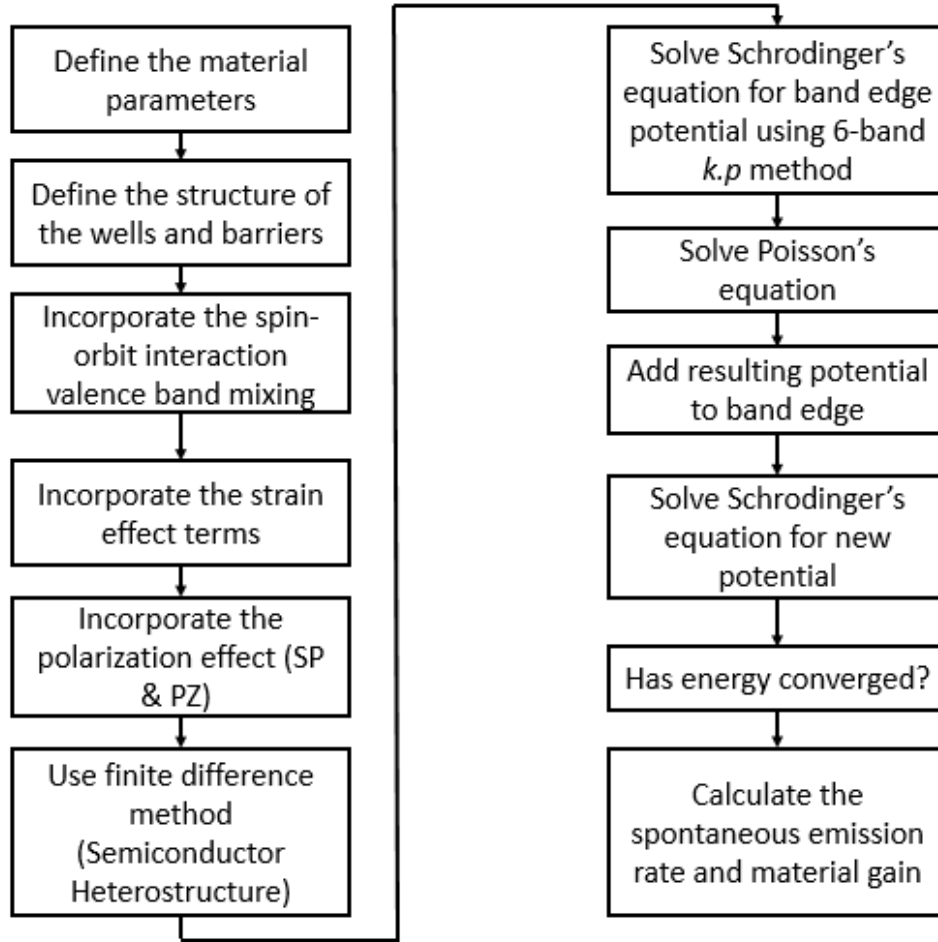 Define the material
parameters
Define the structure of
the wells and barriers
Incorporate the spin-
orbit interaction
valence band mixing
Incorporate the strain
effect terms
Incorporate the
polarization effect (SP
& PZ)
Use finite difference
method
(Semiconductor
Heterostructure)
Solve Schrodinger’s
equation for band edge
potential using 6-band
k.p method
Solve Poisson’s
equation
Add resulting potential
to band edge
Solve Schrodinger’s
equation for new
potential
Has energy converged?
Calculate the
spontaneous emission
rate and material gain